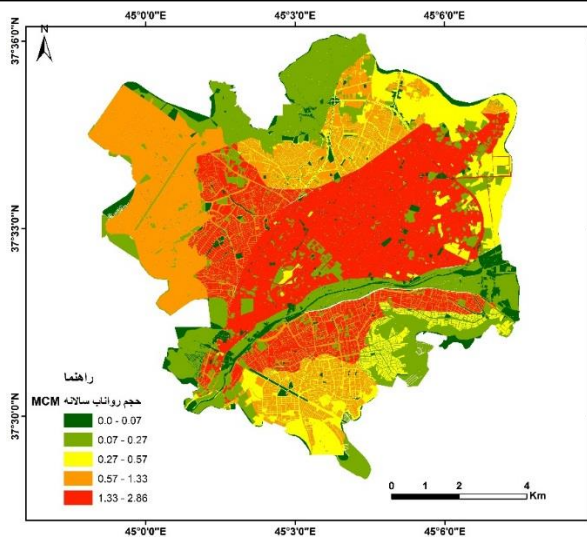 45°0'0"E 45°3'0"E 45°6'0"E
N
37°36'0"N
37°33'0"N
37°30'0"N
راهنما
حجم رواناب سالانه MCM
0.0 - 0.07
0.07 - 0.27
0.27 - 0.57
0.57 - 1.33
1.33 - 2.86
0 1 2 4
Km
45°0'0"E 45°3'0"E 45°6'0"E